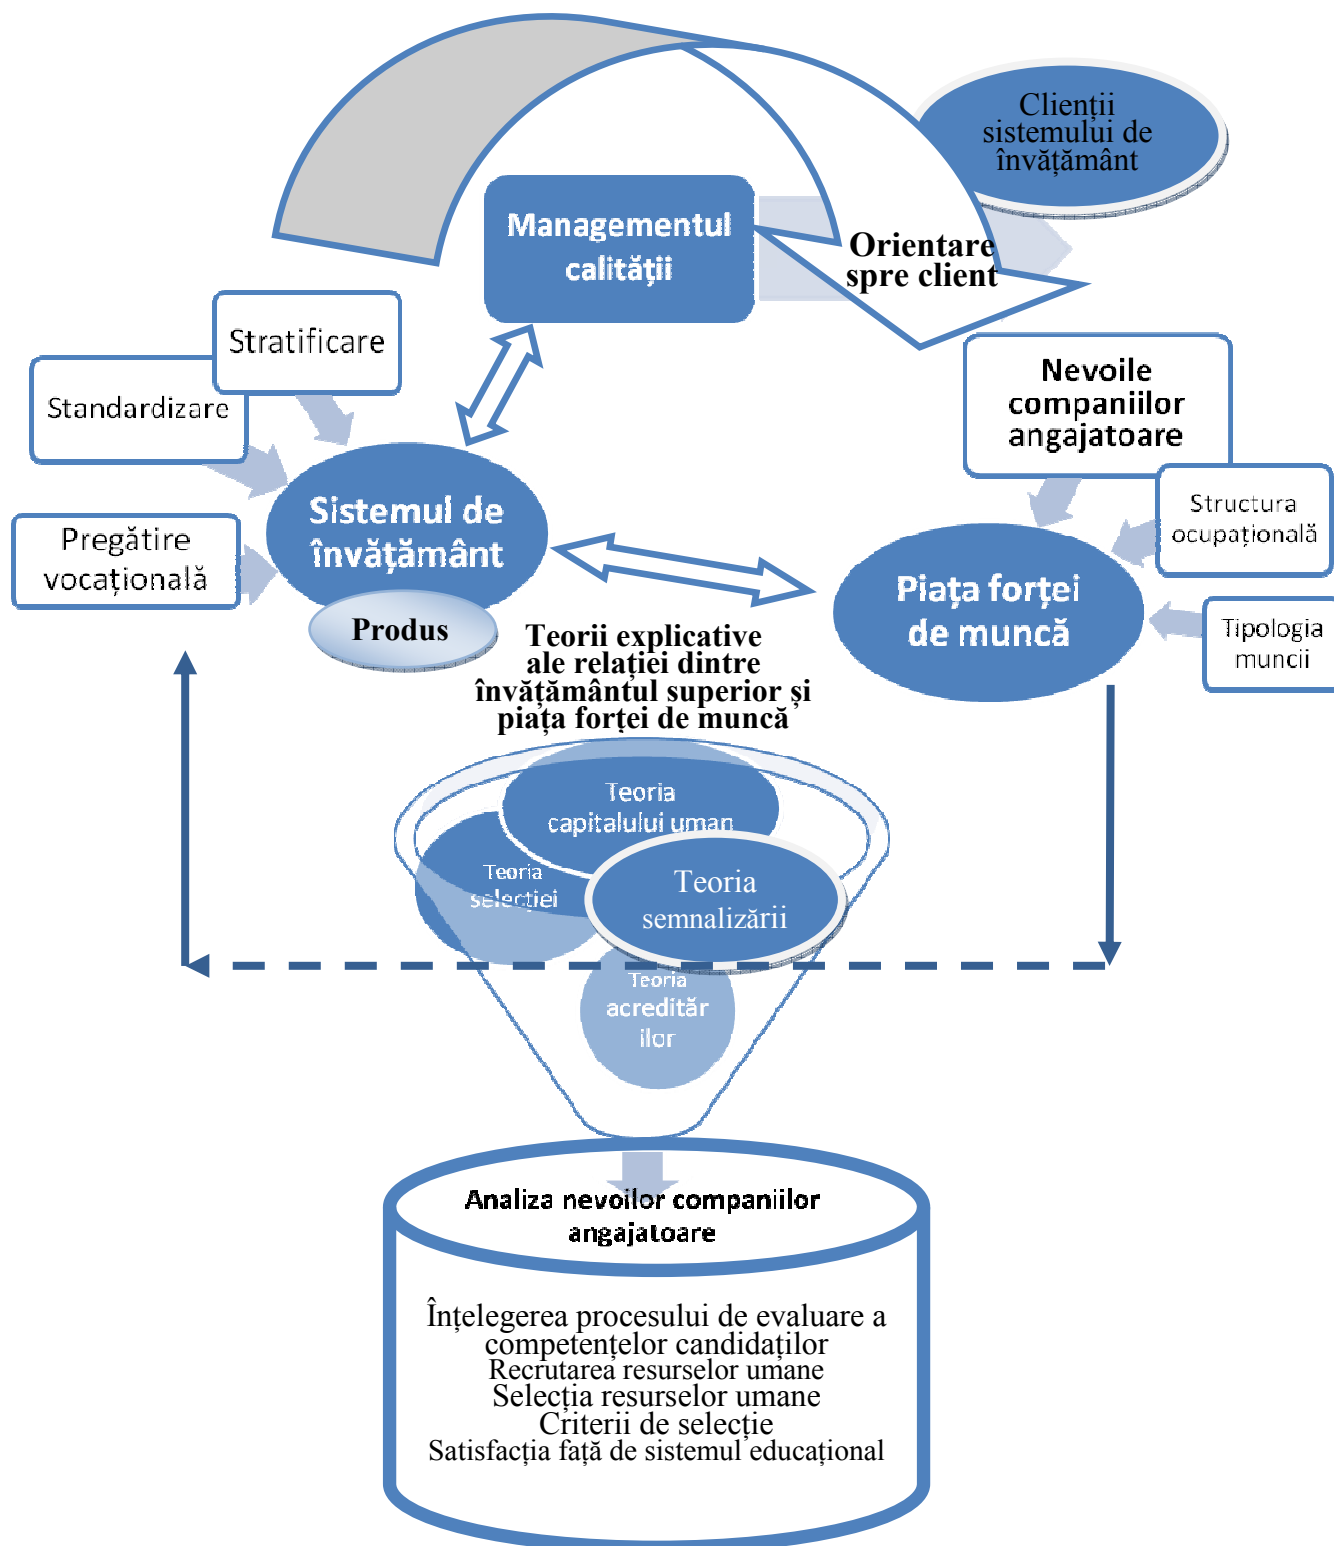 Clienții
sistemului de
învățământ
Managementul
calității
Orientare
spre client
Stratificare
Standardizare
Pregătire
vocațională
Sistemul de
învățământ
Produs
Nevoile
companiilor
angajatoare
Structura
ocupațională
Tipologia
muncii
Piața forței
de muncă
Teorii explicative
ale relației dintre
învățământul superior și
piața forței de muncă
Teoria
capitalului uman
Teoria
selecției
Teoria
semnalizării
Teoria
acredităr
ilor
Analiza nevoilor companiilor
angajatoare
Înțelegerea procesului de evaluare a
competențelor candidaților
Recrutarea resurselor umane
Selecția resurselor umane
Criterii de selecție
Satisfacția față de sistemul educațional